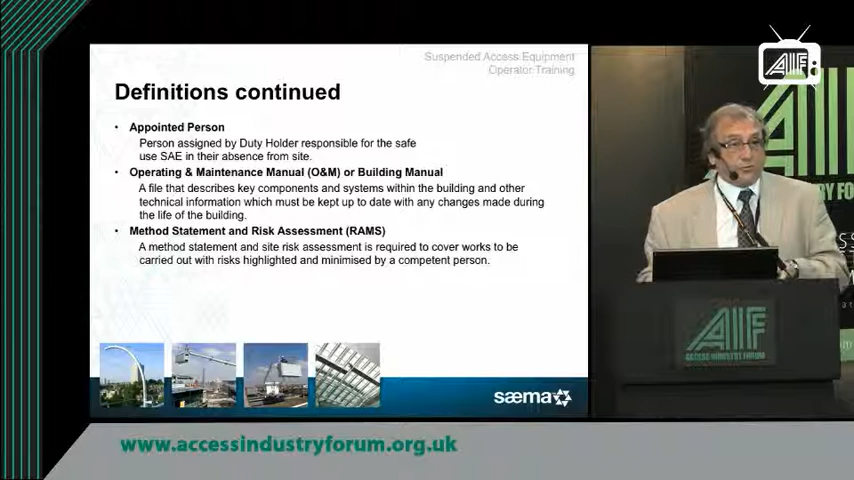 Suspended Access Equipment
Operator Training
Definitions continued
• Appointed Person
Person assigned by Duty Holder responsible for the safe
use SAE in their absence from site.
• Operating & Maintenance Manual (O&M) or Building Manual
A file that describes key components and systems within the building and other
technical information which must be kept up to date with any changes made during
the life of the building.
• Method Statement and Risk Assessment (RAMS)
A method statement and site risk assessment is required to cover works to be
carried out with risks highlighted and minimised by a competent person.
saema
AIF
AIF
AIF
ACCESS INDUSTRY FORUM
www.accessindustryforum.org.uk